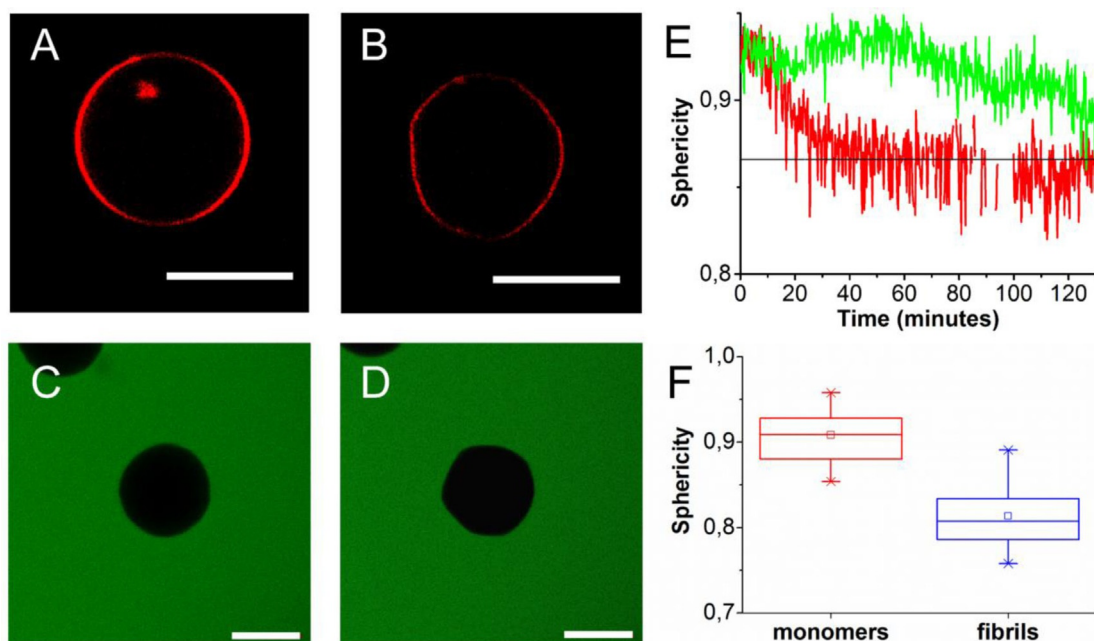 A
B
E
0,9
0,8
Sphericity
0 20 40 60 80 100 120
Time (minutes)
C
D
F
1,0
0,9
0,8
0,7
Sphericity
monomers fibrils